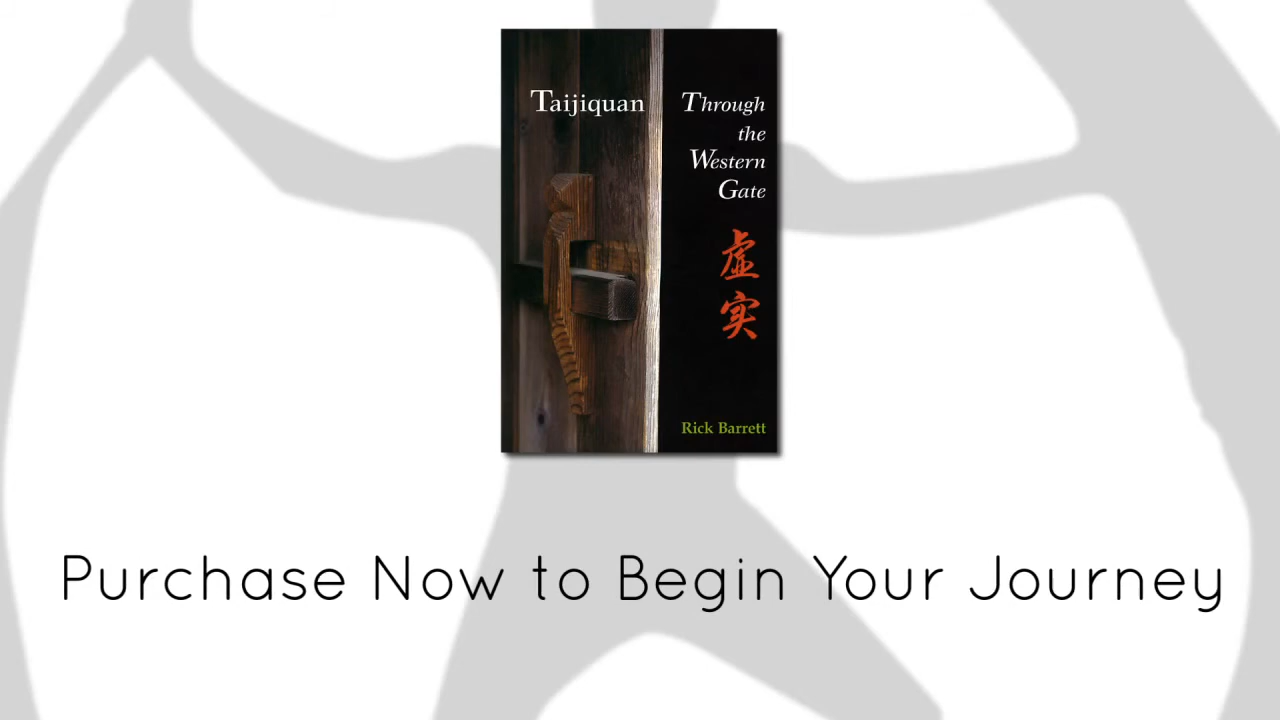 Taijiquan
Through
the
Western
Gate
虚
实
Rick Barrett
Purchase Now to Begin Your Journey